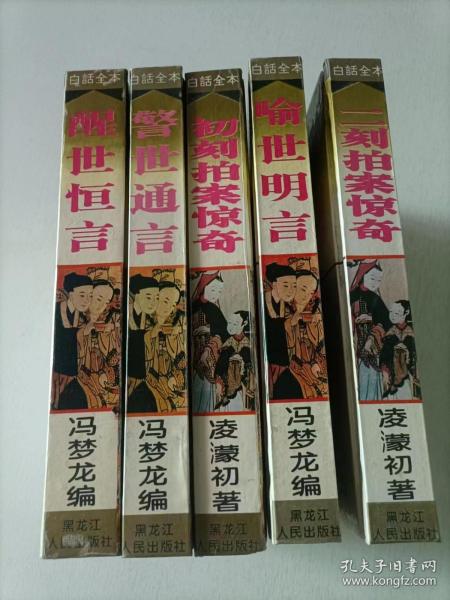 白話全本
醒世恒言
冯梦龙编
黑龙江
人民出版社
白話全本
警世通言
冯梦龙编
黑龙江
人民出版社
白話全本
初刻拍案惊奇
凌濛初著
黑龙江
人民出版社
白話全本
喻世明言
冯梦龙编
黑龙江
人民出版社
白話全本
二刻拍案惊奇
凌濛初著
黑龙江
人民出版社
孔夫子旧书网
www.kongfz.com